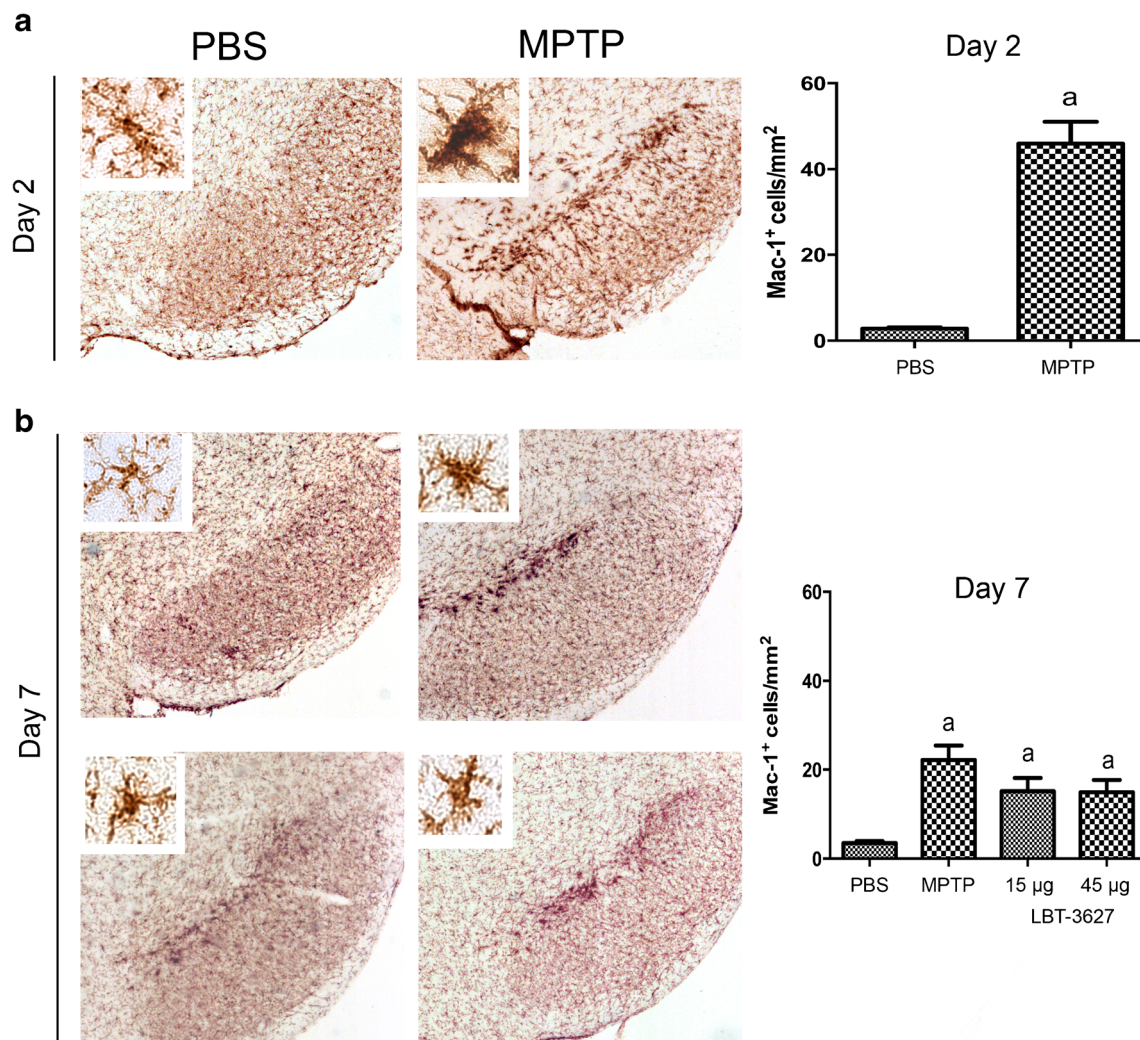 a
PBS
MPTP
Day 2
Day 2
60
40
20
0
Mac-1⁺ cells/mm²
a
PBS
MPTP
b
Day 7
Day 7
60
40
20
0
Mac-1⁺ cells/mm²
a
a
a
PBS
MPTP
15 µg
45 µg
LBT-3627